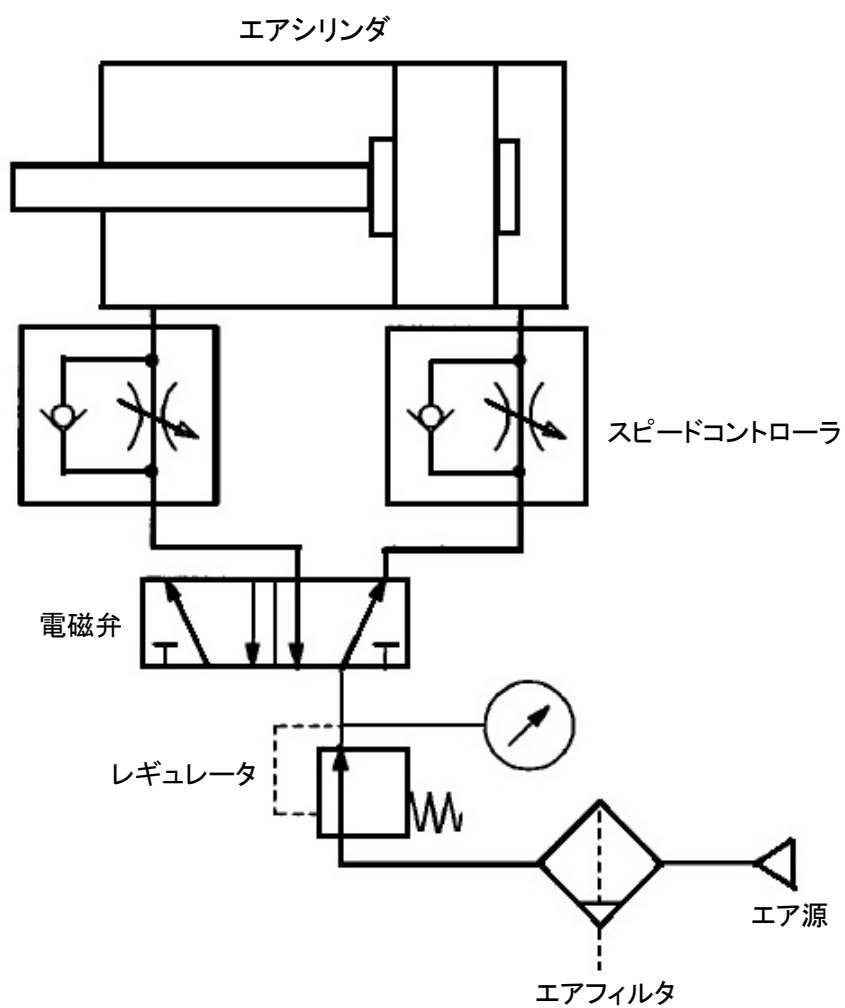 エアシリンダ
スピードコントローラ
電磁弁
レギュレータ
エア源
エアフィルタ